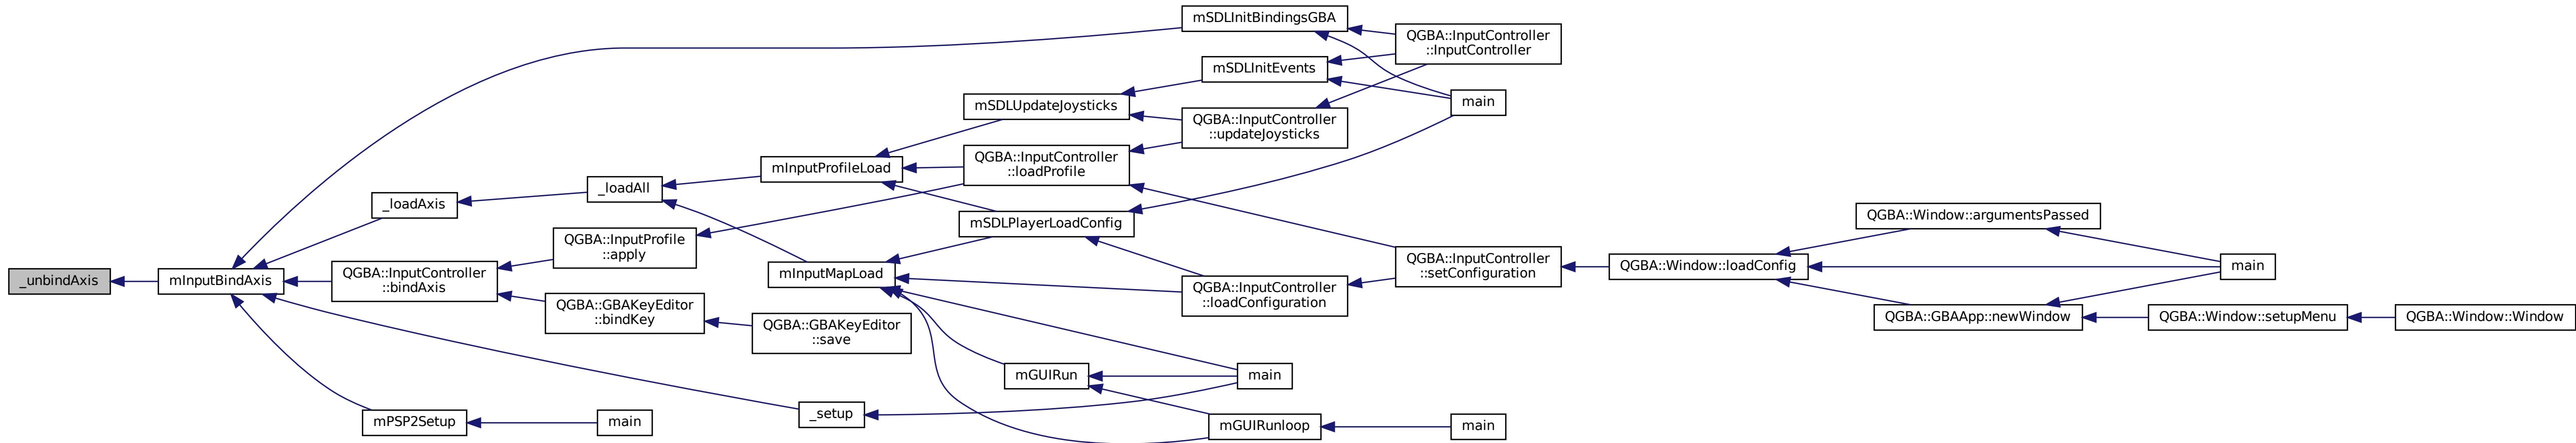 mSDLInitBindingsGBA
QGBA::InputController
::InputController
mSDLInitEvents
main
mSDLUpdateJoysticks
QGBA::InputController
::updateJoysticks
QGBA::InputController
::loadProfile
mInputProfileLoad
_loadAll
_loadAxis
mSDLPlayerLoadConfig
QGBA::Window::argumentsPassed
QGBA::InputProfile
::apply
QGBA::InputController
::setConfiguration
QGBA::Window::loadConfig
main
_unbindAxis
mInputBindAxis
QGBA::InputController
::bindAxis
mInputMapLoad
QGBA::InputController
::loadConfiguration
QGBA::GBAKeyEditor
::bindKey
QGBA::GBAKeyEditor
::save
QGBA::GBAApp::newWindow
QGBA::Window::setupMenu
QGBA::Window::Window
mGUIRun
main
_setup
mPSP2Setup
main
mGUIRunloop
main